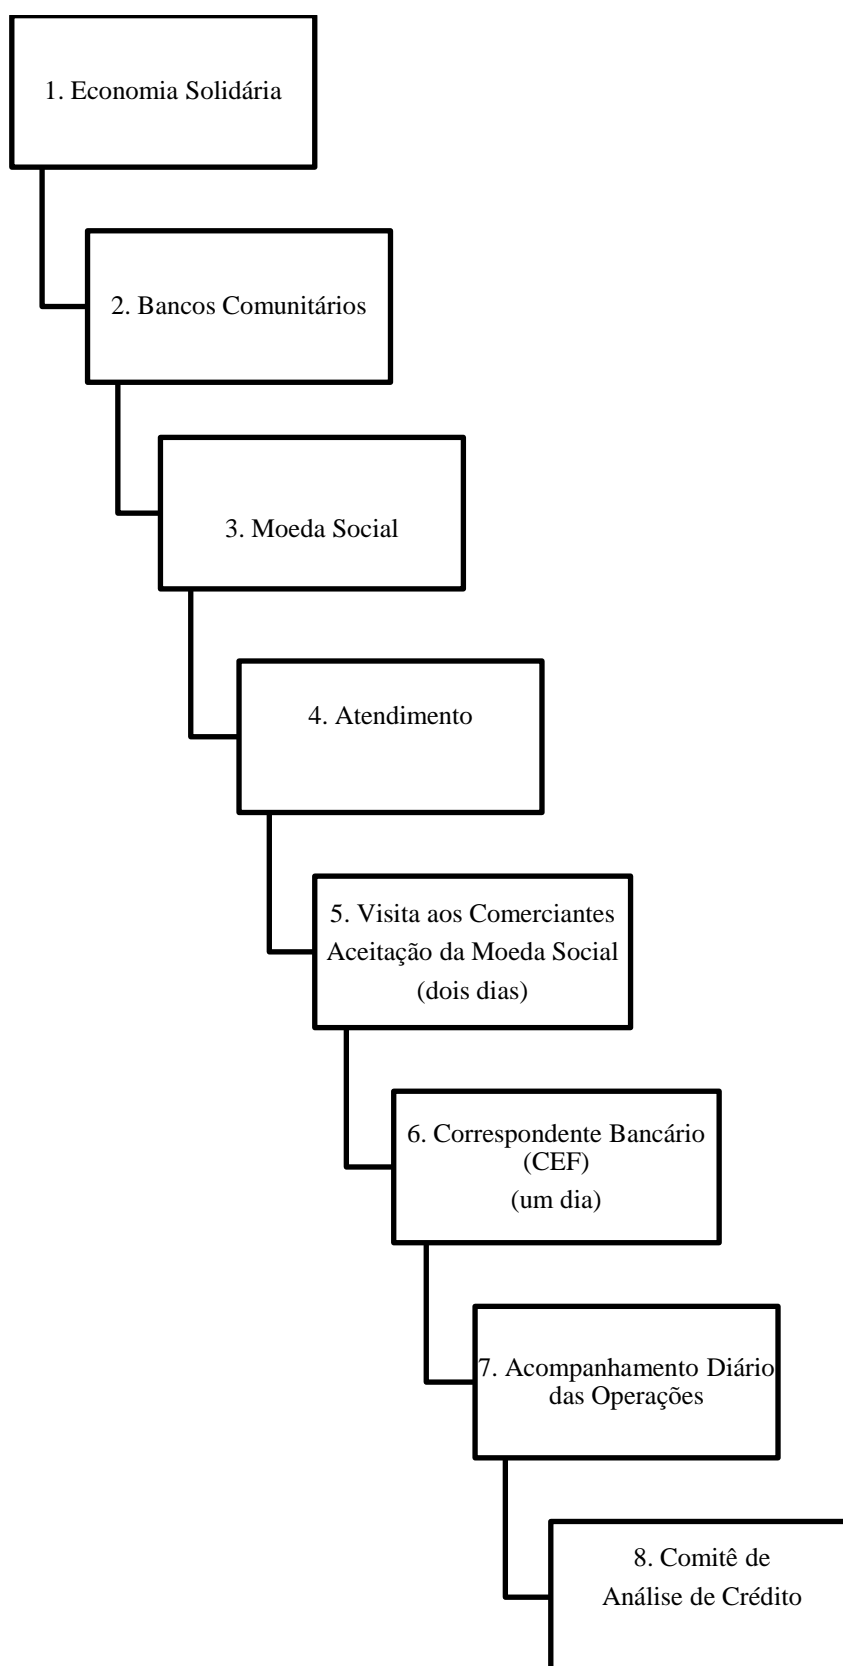 1. Economia Solidária
2. Bancos Comunitários
3. Moeda Social
4. Atendimento
5. Visita aos Comerciantes
Aceitação da Moeda Social
(dois dias)
6. Correspondente Bancário
(CEF)
(um dia)
7. Acompanhamento Diário
das Operações
8. Comitê de
Análise de Crédito